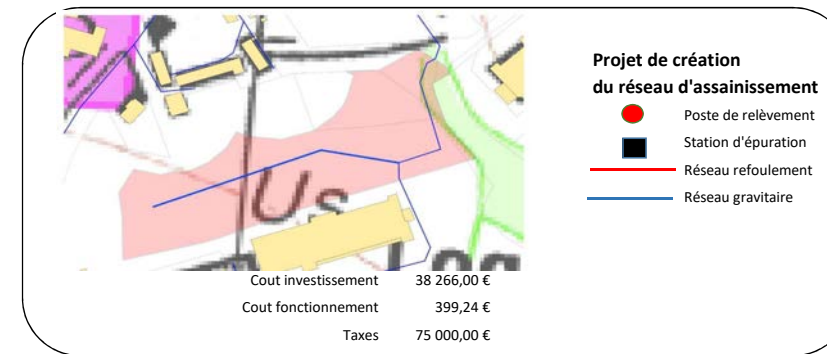 Projet de création
du réseau d'assainissement
Poste de relèvement
Station d'épuration
Réseau refoulement
Réseau gravitaire
Us
Cout investissement 38 266,00 €
Cout fonctionnement 399,24 €
Taxes 75 000,00 €